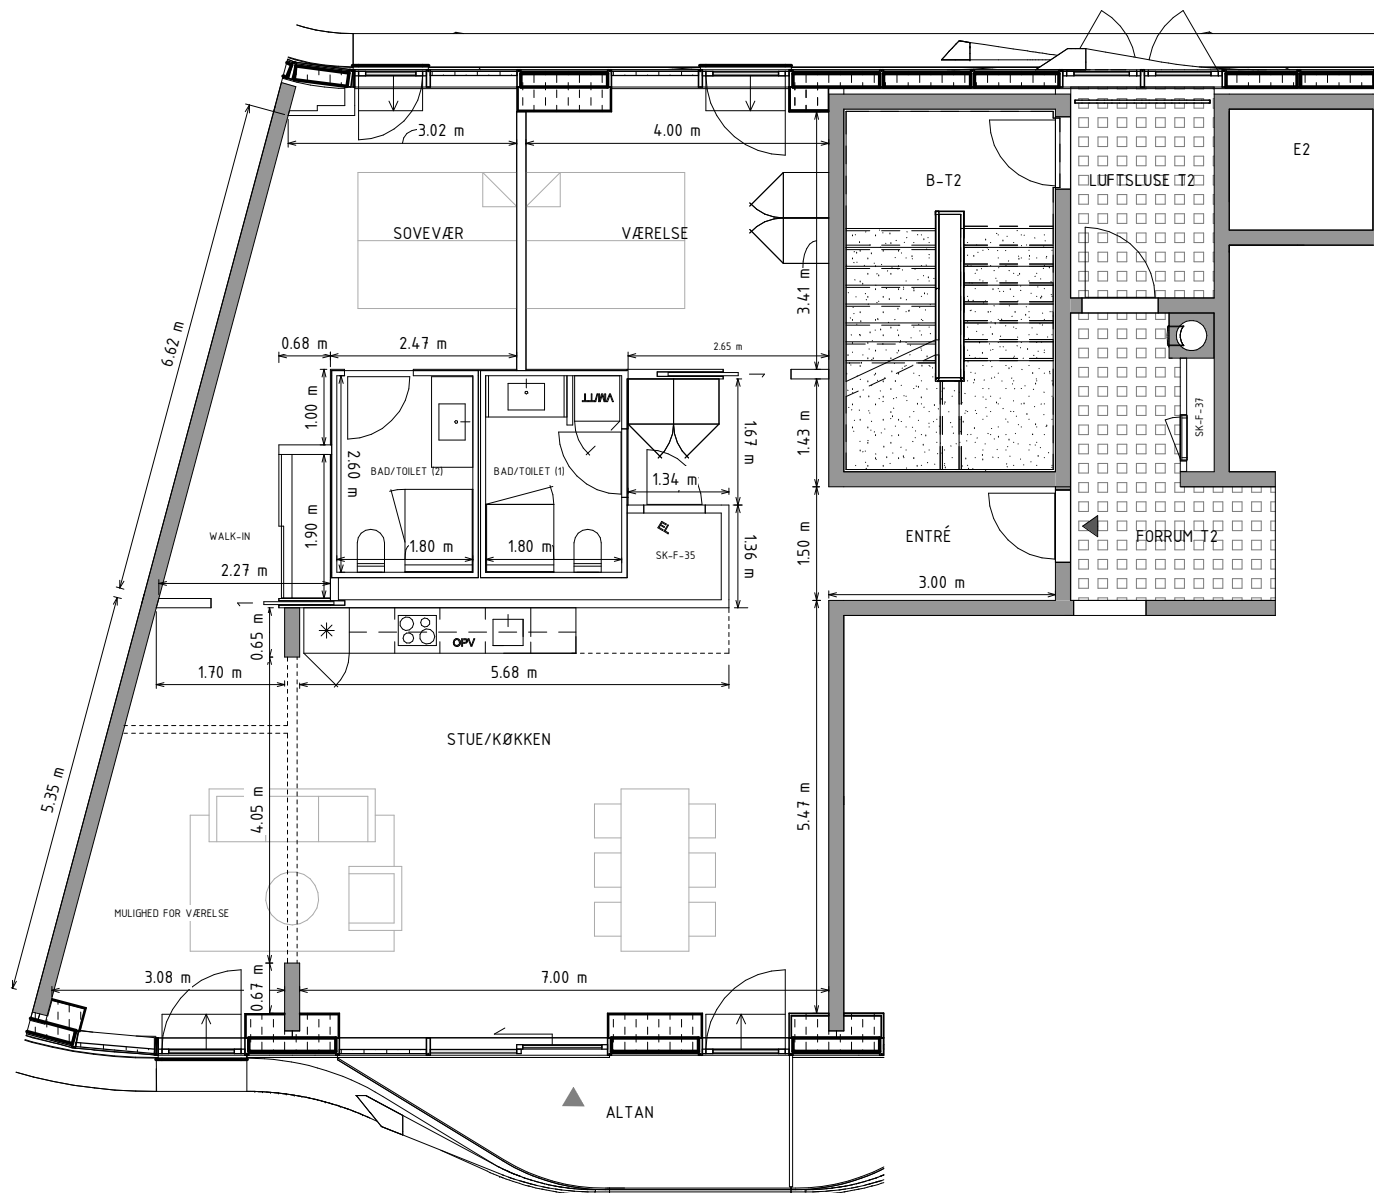 3.02 m
4.00 m
E2
B-T2
LUFTSLUSE T2
SOVEVÆR
VÆRELSE
3.41 m
6.62 m
0.68 m
2.47 m
2.65 m
1.00 m
VM/TT
SK-F-37
1.67 m
1.43 m
2.60 m
BAD/TOILET (2)
BAD/TOILET (1)
1.34 m
1.90 m
EL
1.50 m
WALK-IN
ENTRÉ
FORRUM T2
1.80 m
1.80 m
SK-F-35
1.36 m
2.27 m
3.00 m
0.65 m
OPV
1.70 m
5.68 m
STUE/KØKKEN
5.35 m
4.05 m
5.47 m
MULIGHED FOR VÆRELSE
3.08 m
0.67 m
7.00 m
ALTAN